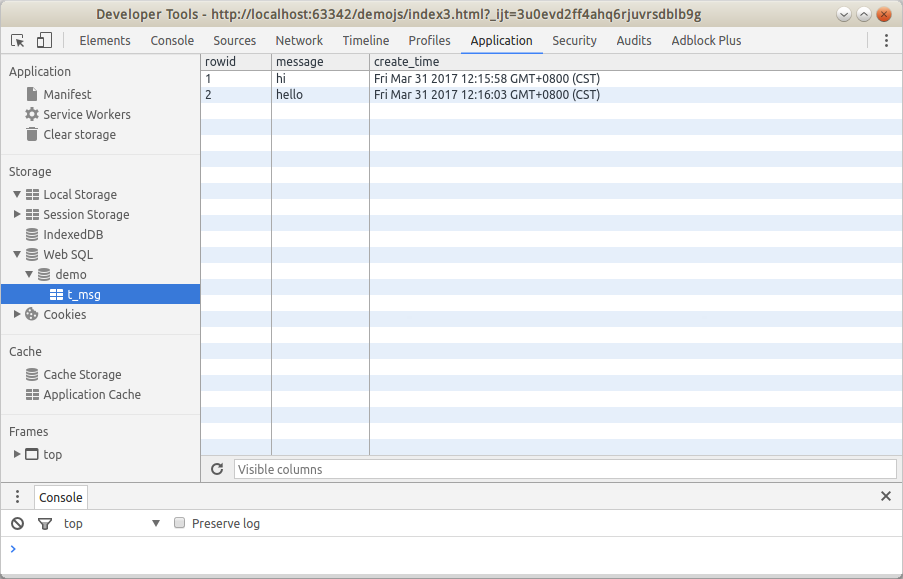 Developer Tools - http://localhost:63342/demojs/index3.html?_ijt=3u0evd2ff4ahq6rjuvrsdblb9g
Elements Console Sources Network Timeline Profiles Application Security Audits Adblock Plus
Application
Manifest
Service Workers
Clear storage
Storage
Local Storage
Session Storage
IndexedDB
Web SQL
demo
t_msg
Cookies
Cache
Cache Storage
Application Cache
Frames
top
rowid message create_time
1 hi Fri Mar 31 2017 12:15:58 GMT+0800 (CST)
2 hello Fri Mar 31 2017 12:16:03 GMT+0800 (CST)
Visible columns
Console
top Preserve log